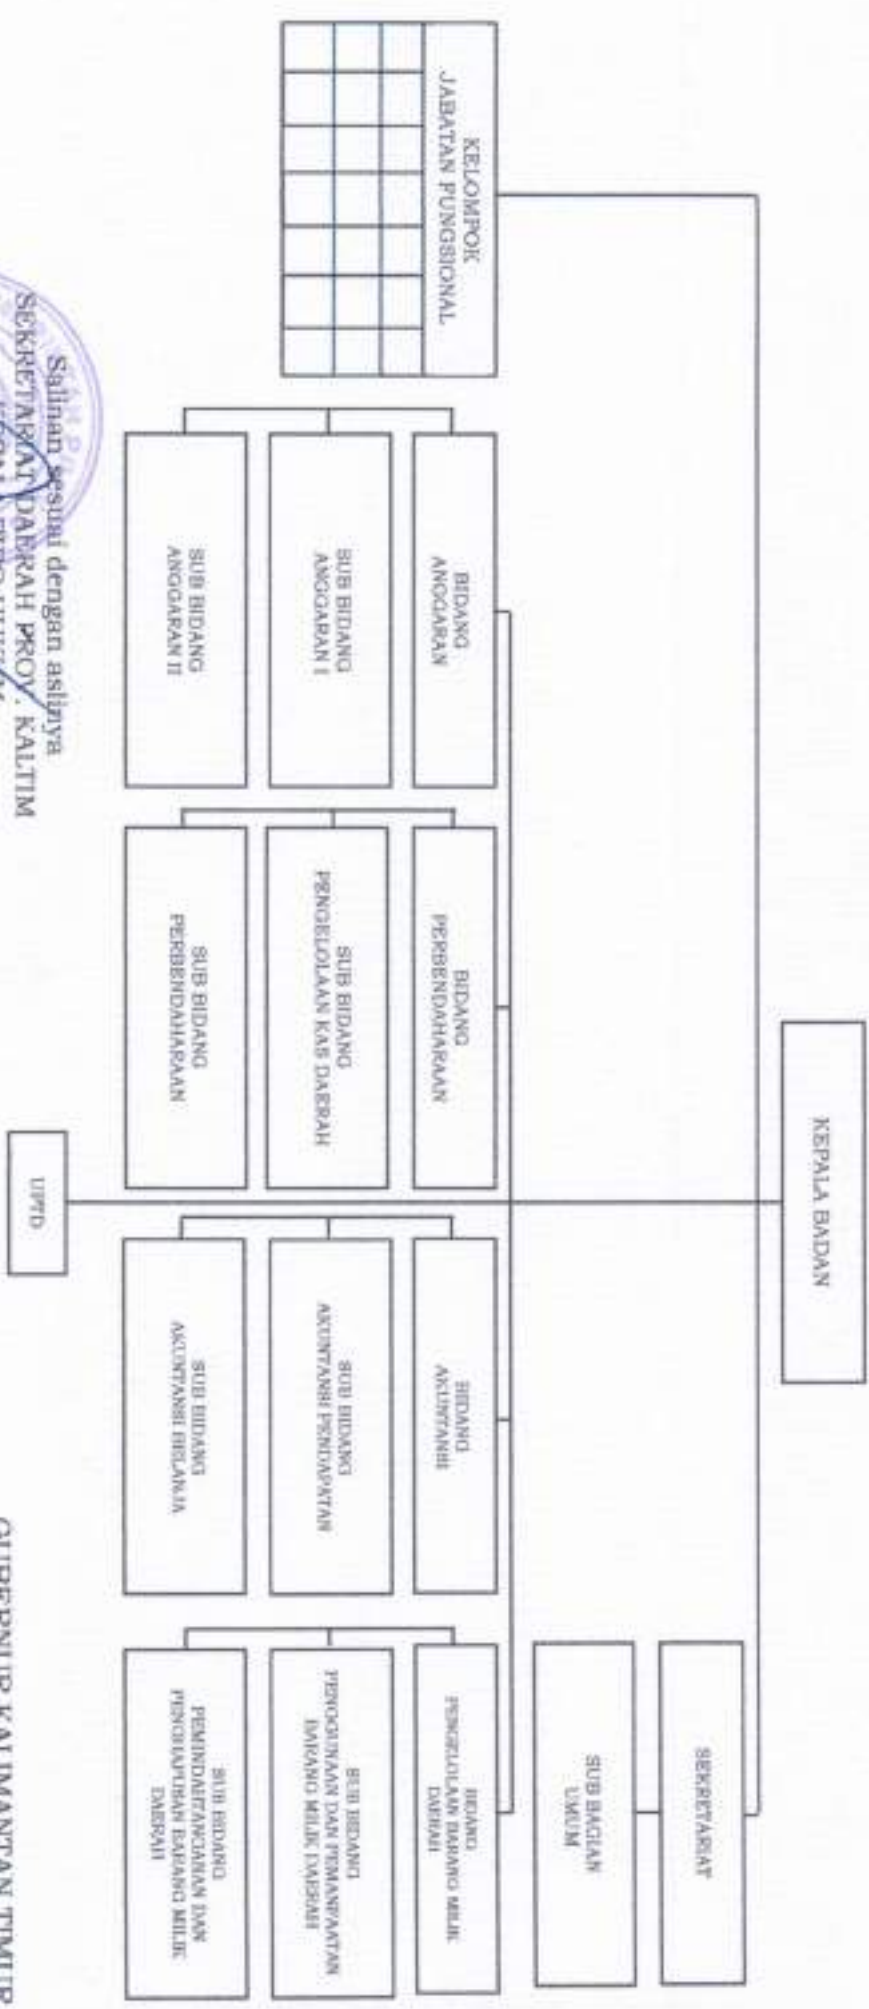 KEPALA BADAN
SEKRETARIAT
SUB BAGIAN
UMUM
KELOMPOK
JABATAN FUNGSIONAL
BIDANG
ANGGARAN
SUB BIDANG
ANGGARAN I
SUB BIDANG
ANGGARAN II
BIDANG
PERBENDAHARAAN
SUB BIDANG
PENGELOLAAN KAS DAERAH
SUB BIDANG
PERBENDAHARAAN
BIDANG
AKUNTANSI
SUB BIDANG
AKUNTANSI PENDAPATAN
SUB BIDANG
AKUNTANSI BELANJA
BIDANG
PENGELOLAAN BARANG MILIK
DAERAH
SUB BIDANG
PENGGUNAAN DAN PEMANFAATAN
BARANG MILIK DAERAH
SUB BIDANG
PEMINDAHTANGANAN DAN
PENGHAPUSAN BARANG MILIK
DAERAH
UPTD
Salinan sesuai dengan aslinya
SEKRETARIAT DAERAH PROV. KALTIM
GUBERNUR KALIMANTAN TIMUR